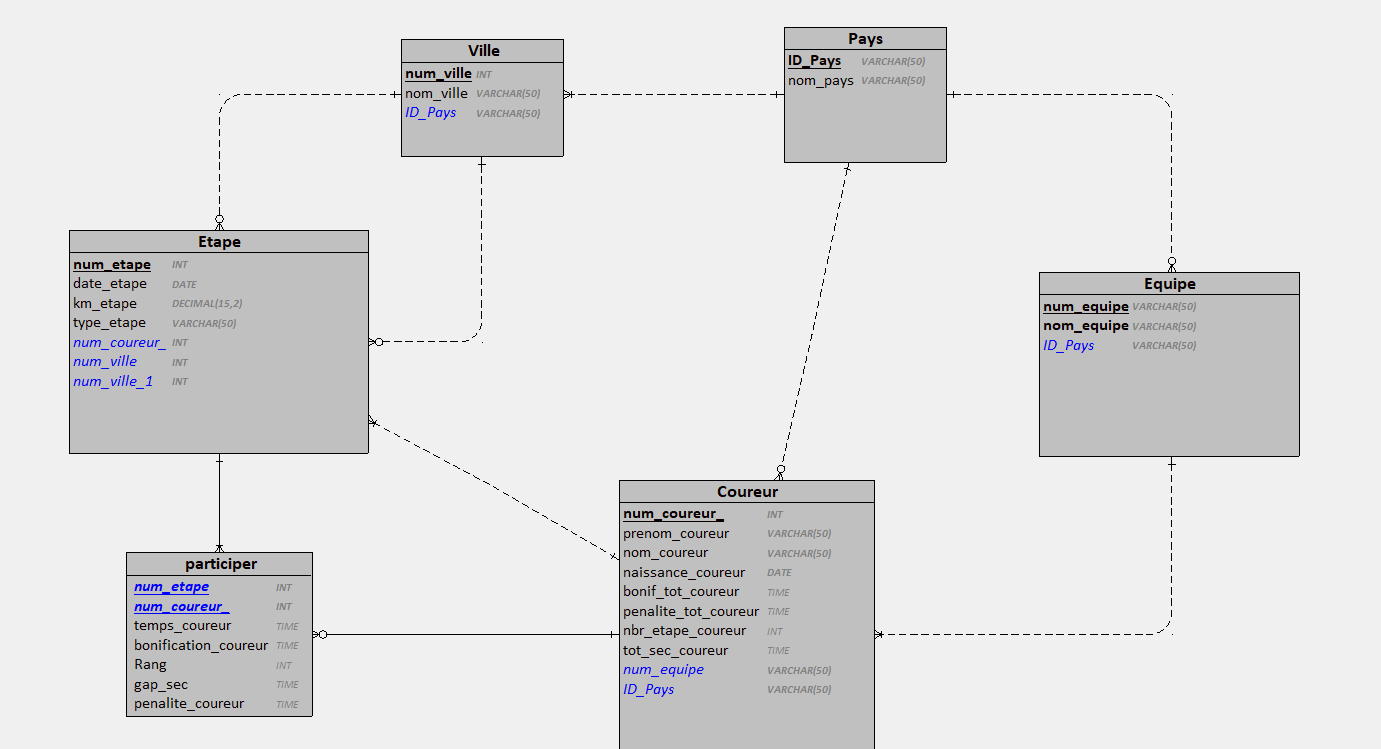 Ville
num_ville INT
nom_ville VARCHAR(50)
ID_Pays VARCHAR(50)
Pays
ID_Pays VARCHAR(50)
nom_pays VARCHAR(50)
Etape
num_etape INT
date_etape DATE
km_etape DECIMAL(15,2)
type_etape VARCHAR(50)
num_coureur_ INT
num_ville INT
num_ville_1 INT
Equipe
num_equipe VARCHAR(50)
nom_equipe VARCHAR(50)
ID_Pays VARCHAR(50)
Coureur
num_coureur_ INT
prenom_coureur VARCHAR(50)
nom_coureur VARCHAR(50)
naissance_coureur DATE
bonif_tot_coureur TIME
penalite_tot_coureur TIME
nbr_etape_coureur INT
tot_sec_coureur TIME
num_equipe VARCHAR(50)
ID_Pays VARCHAR(50)
participer
num_etape INT
num_coureur_ INT
temps_coureur TIME
bonification_coureur TIME
Rang INT
gap_sec TIME
penalite_coureur TIME